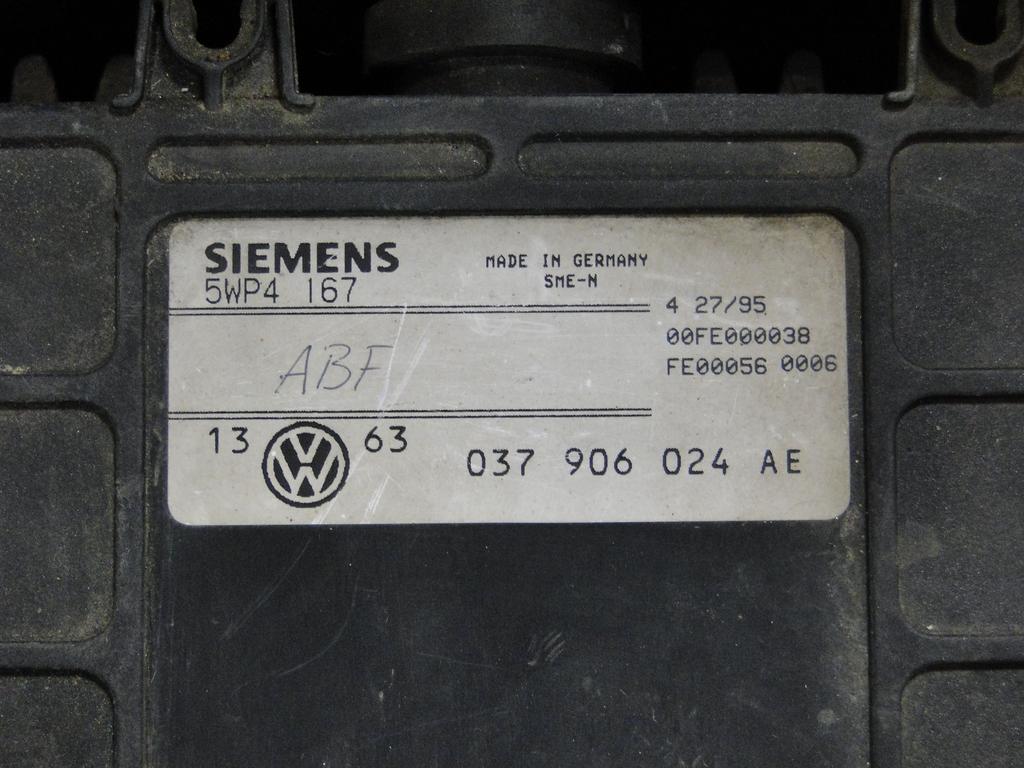 SIEMENS
MADE IN GERMANY
5WP4 167
SME-N
4 27/95
00FE000038
ABF
FE00056 0006
13 VW 63
037 906 024 AE